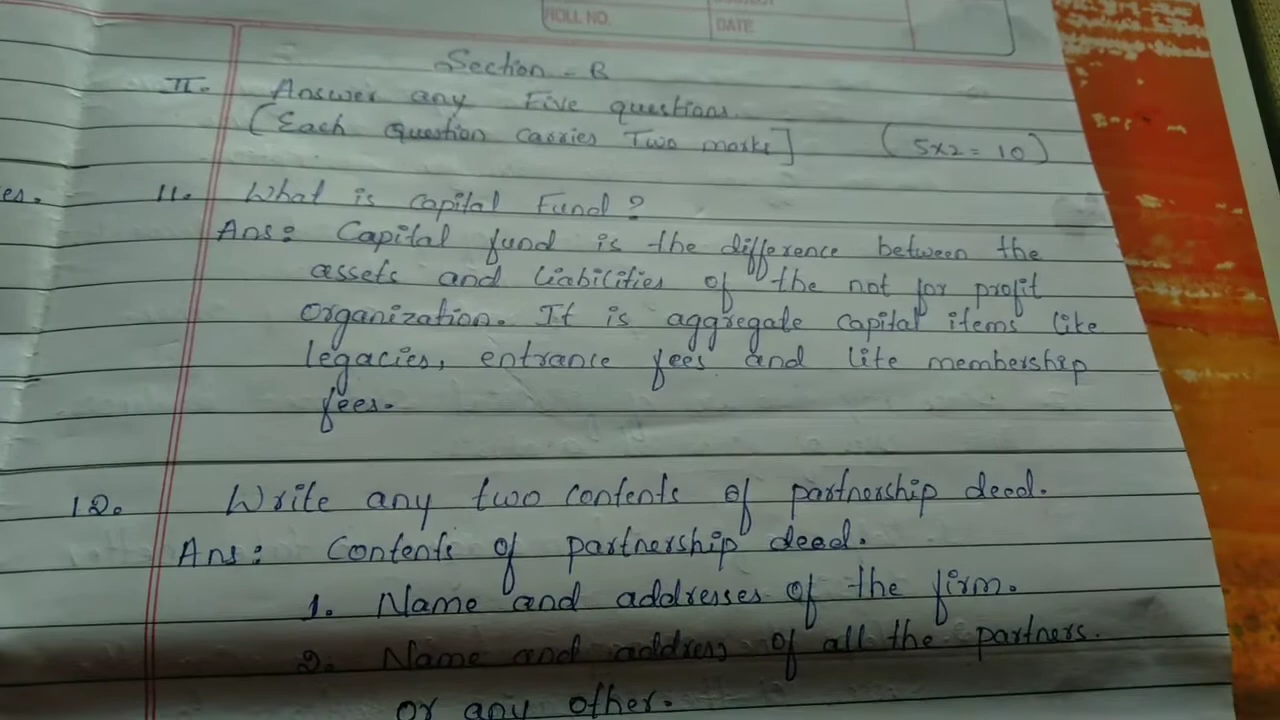 ROLL NO.
DATE
Section - B
II. Answer any Five questions.
(Each question carries Two marks] (5x2=10)
es.
11. What is capital Fund ?
Ans: Capital fund is the difference between the
assets and Liabilities of the not for profit
Organization. It is aggregate capital items like
legacies, entrance fees and life membership
fees.
12. Write any two contents of partnership deed.
Ans: Contents of partnership deed.
1. Name and addresses of the firm.
2. Name and address of all the partners.
or any other.